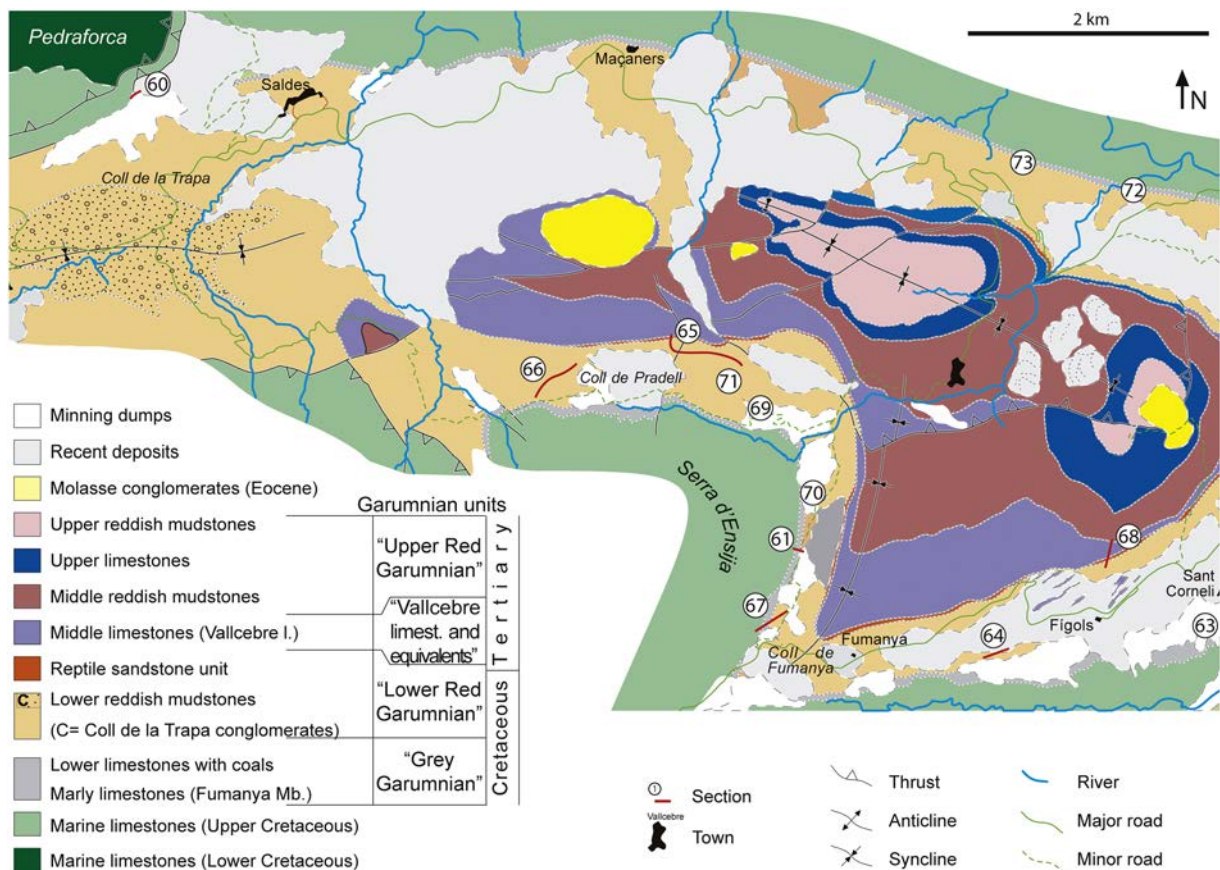 Pedraforca
2 km
N
60
Saldes
Maçaners
Coll de la Trapa
73
72
65
66
Coll de Pradell
71
69
70
Serra d'Ensija
61
67
68
Sant
Corneli
Fígols
63
64
Fumanya
Coll de
Fumanya
Minning dumps
Recent deposits
Molasse conglomerates (Eocene)
Upper reddish mudstones
Upper limestones
Middle reddish mudstones
Middle limestones (Vallcebre l.)
Reptile sandstone unit
C
Lower reddish mudstones
(C= Coll de la Trapa conglomerates)
Lower limestones with coals
Marly limestones (Fumanya Mb.)
Marine limestones (Upper Cretaceous)
Marine limestones (Lower Cretaceous)
Garumnian units
“Upper Red
Garumnian”
“Vallcebre
limest. and
equivalents”
“Lower Red
Garumnian”
“Grey
Garumnian”
Tertiary
Cretaceous
1
Section
Vallcebre
Town
Thrust
Anticline
Syncline
River
Major road
Minor road